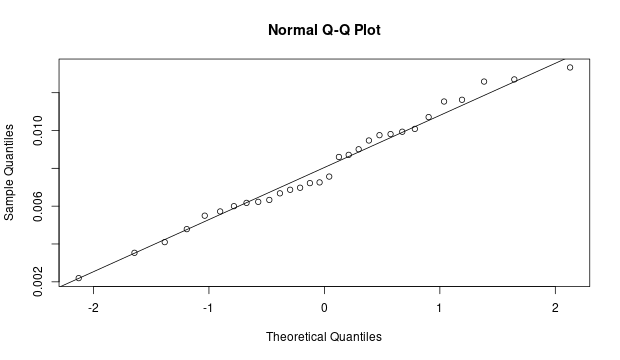 Normal Q-Q Plot
Sample Quantiles
0.002
0.006
0.010
-2
-1
0
1
2
Theoretical Quantiles